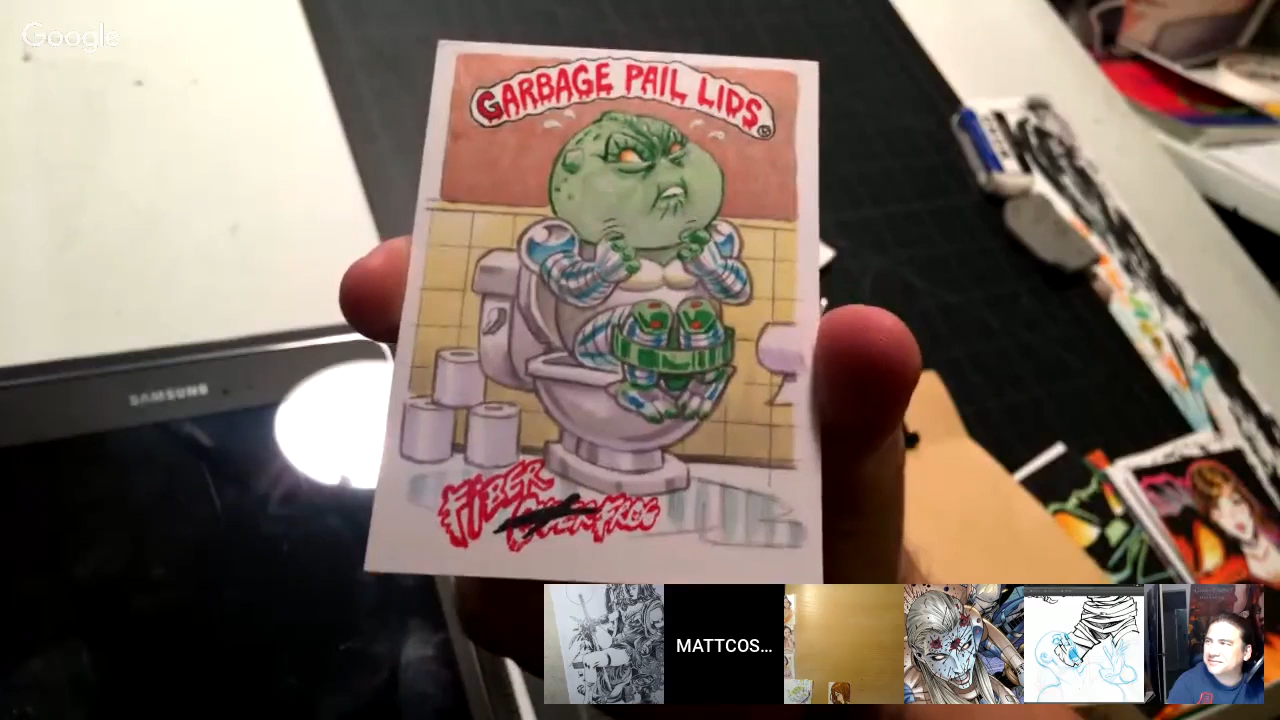 Google
GARBAGE PAIL LIDS
SAMSUNG
FIBER
FROG
MATTCOS...